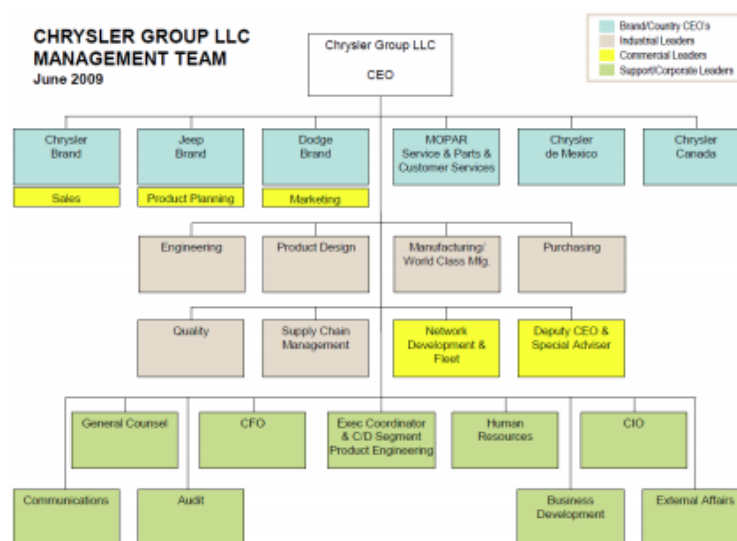 CHRYSLER GROUP LLC
MANAGEMENT TEAM
June 2009
Chrysler Group LLC
CEO
Brand/Country CEO's
Industrial Leaders
Commercial Leaders
Support/Corporate Leaders
Chrysler
Brand
Sales
Jeep
Brand
Product Planning
Dodge
Brand
Marketing
MOPAR
Service & Parts &
Customer Services
Chrysler
de Mexico
Chrysler
Canada
Engineering
Product Design
Manufacturing/
World Class Mfg.
Purchasing
Quality
Supply Chain
Management
Network
Development &
Fleet
Deputy CEO &
Special Adviser
General Counsel
CFO
Exec Coordinator
& C/D Segment
Product Engineering
Human
Resources
CIO
Communications
Audit
Business
Development
External Affairs